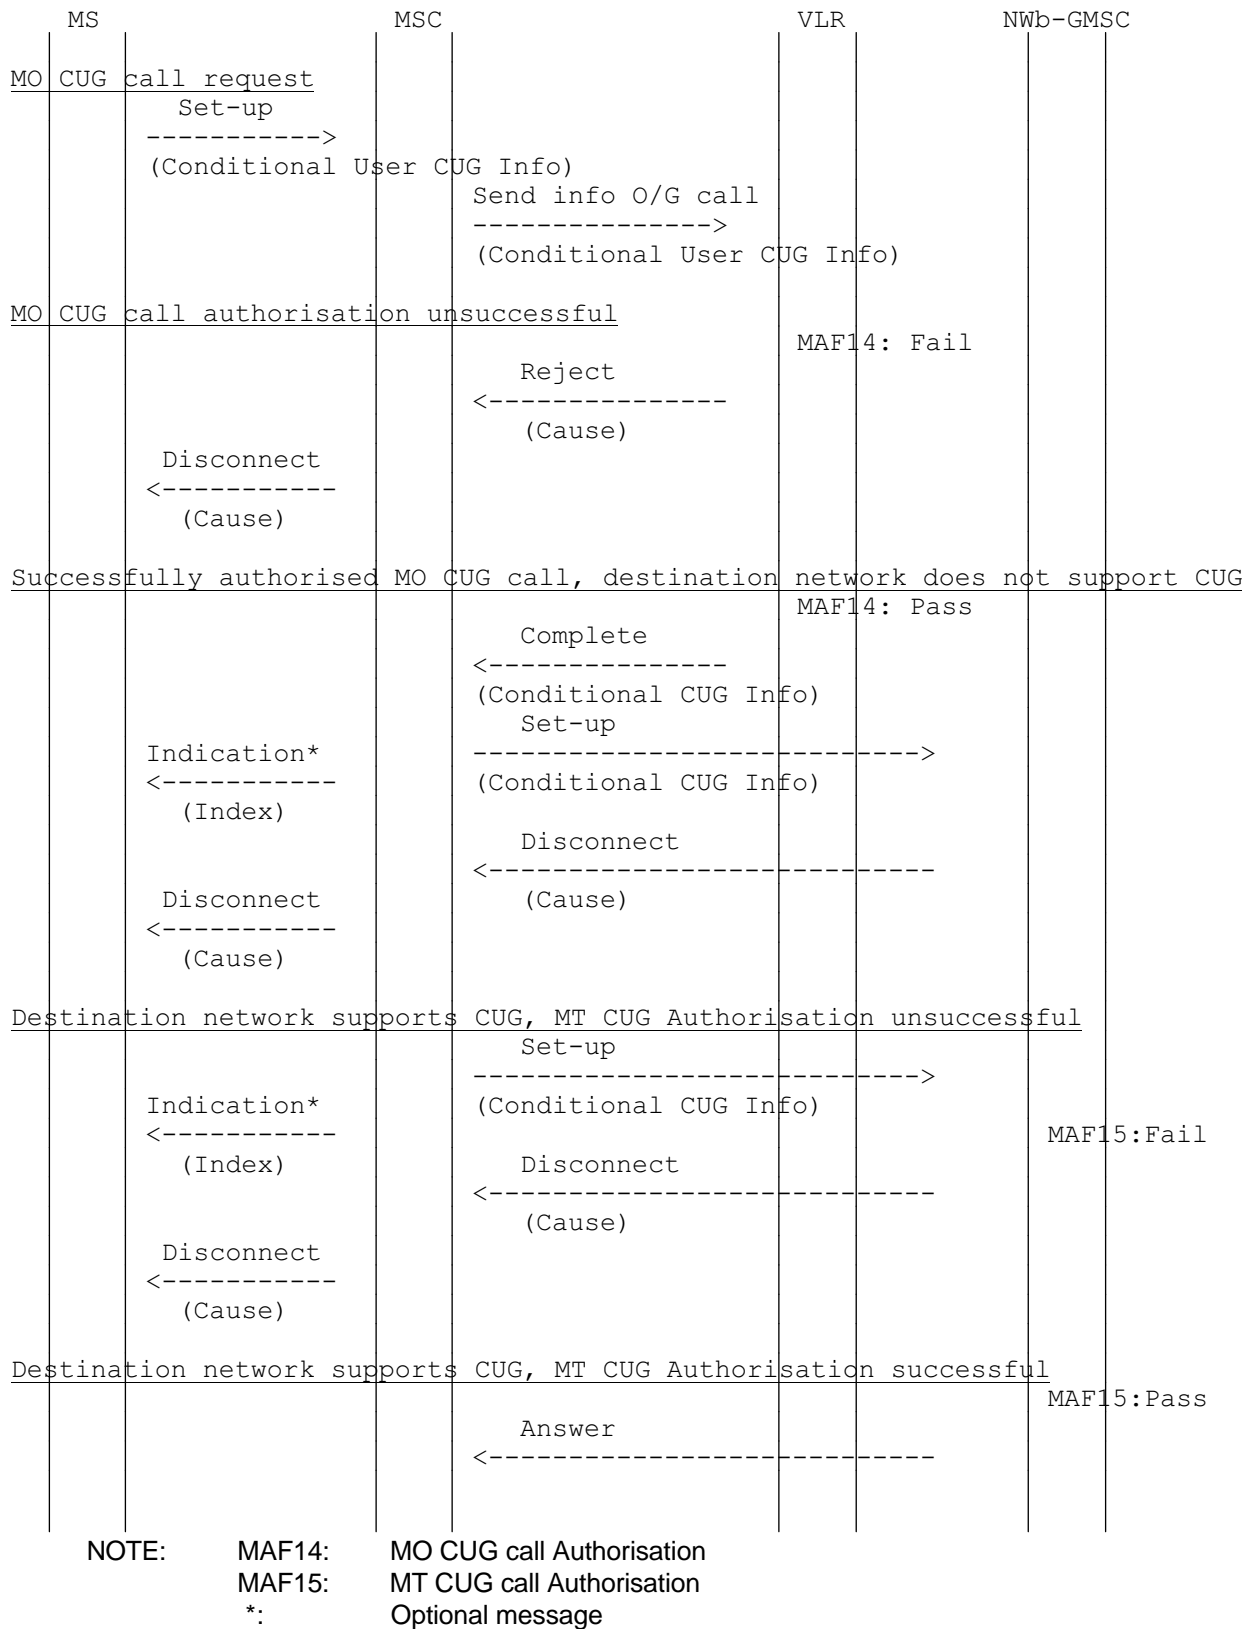 MS MSC VLR NWb-GMSC
MO CUG call request
Set-up
----------->
(Conditional User CUG Info)
Send info O/G call
--------------->
(Conditional User CUG Info)
MO CUG call authorisation unsuccessful
MAF14: Fail
Reject
<---------------
(Cause)
Disconnect
<-----------
(Cause)
Successfully authorised MO CUG call, destination network does not support CUG
MAF14: Pass
Complete
<---------------
(Conditional CUG Info)
Set-up
Indication* ---------------------------->
<----------- (Conditional CUG Info)
(Index)
Disconnect
<----------------------------
Disconnect (Cause)
<-----------
(Cause)
Destination network supports CUG, MT CUG Authorisation unsuccessful
Set-up
---------------------------->
Indication* (Conditional CUG Info)
<----------- MAF15:Fail
(Index) Disconnect
<----------------------------
(Cause)
Disconnect
<-----------
(Cause)
Destination network supports CUG, MT CUG Authorisation successful
MAF15:Pass
Answer
<----------------------------
NOTE: MAF14: MO CUG call Authorisation
MAF15: MT CUG call Authorisation
*: Optional message